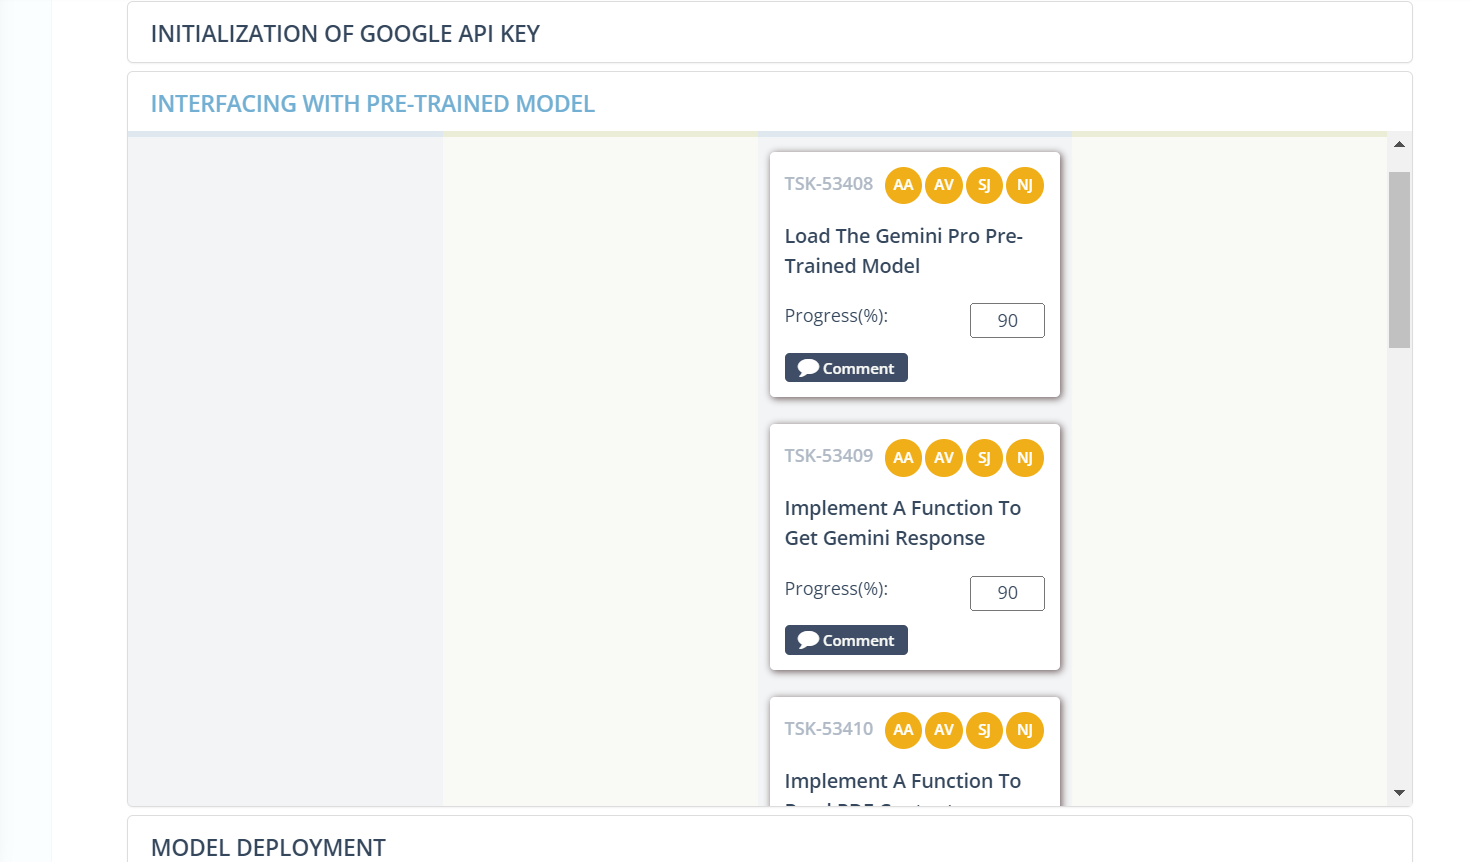 INITIALIZATION OF GOOGLE API KEY
INTERFACING WITH PRE-TRAINED MODEL
TSK-53408 AA AV SJ NJ
Load The Gemini Pro Pre-
Trained Model
Progress(%): 90
Comment
TSK-53409 AA AV SJ NJ
Implement A Function To
Get Gemini Response
Progress(%): 90
Comment
TSK-53410 AA AV SJ NJ
Implement A Function To
MODEL DEPLOYMENT